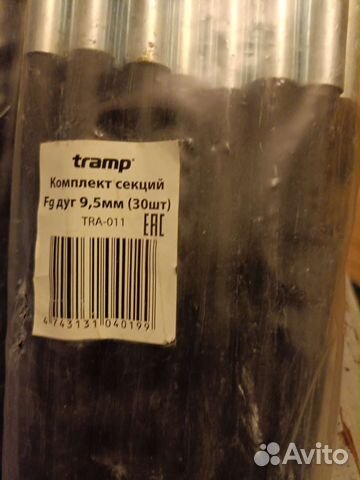 tramp®
Комплект секций
Fg дуг 9,5мм (30шт)
TRA-011 EAC
4 743131 040199
Avito